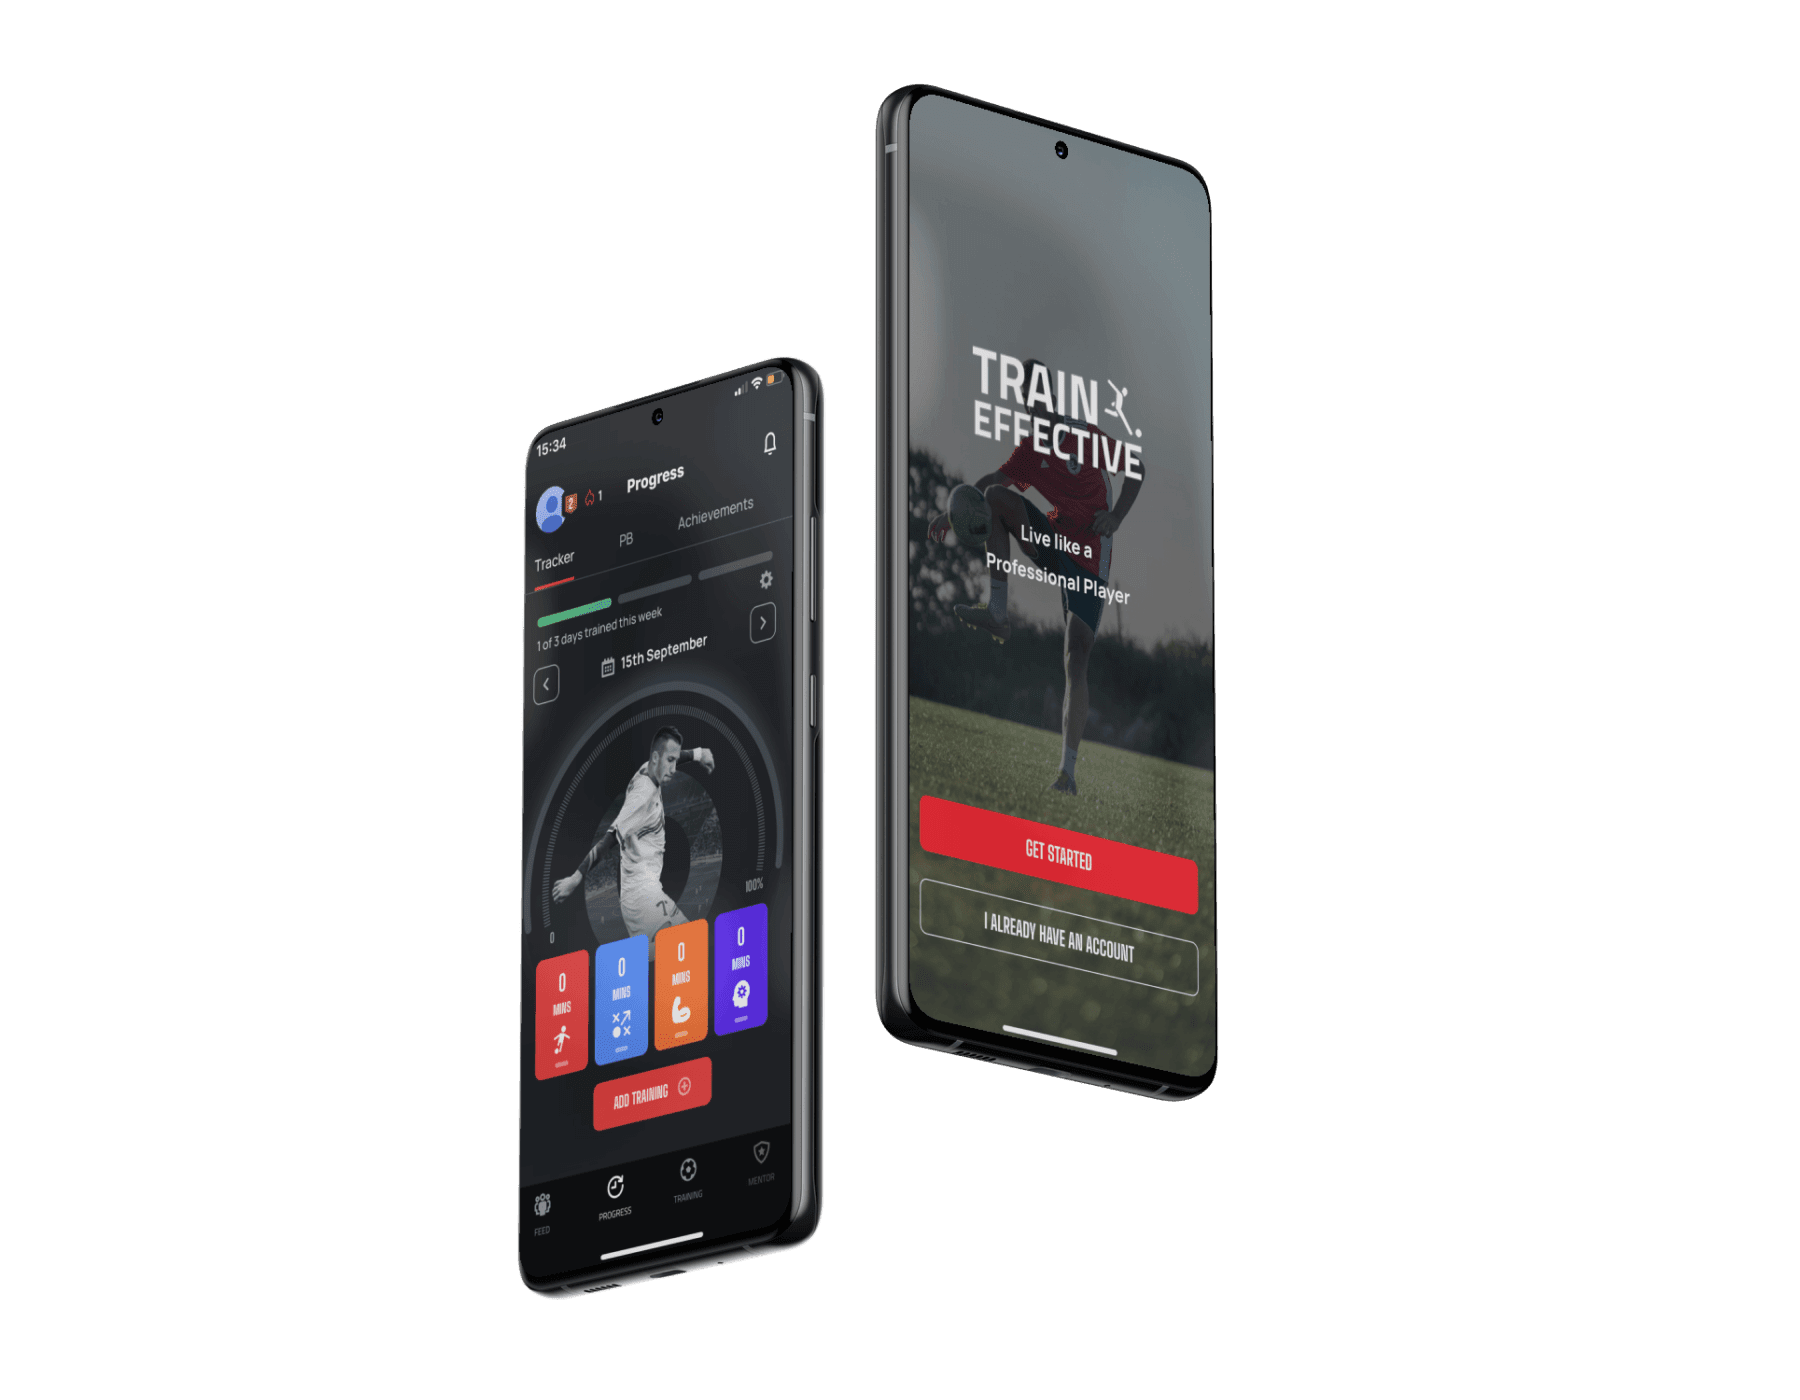 15:34
Progress
2
1
Tracker
PB
Achievements
1 of 3 days trained this week
15th September
0
100%
0
MINS
0
MINS
0
MINS
0
MINS
ADD TRAINING
FEED
PROGRESS
TRAINING
MENTOR
TRAIN
EFFECTIVE
Live like a
Professional Player
GET STARTED
I ALREADY HAVE AN ACCOUNT